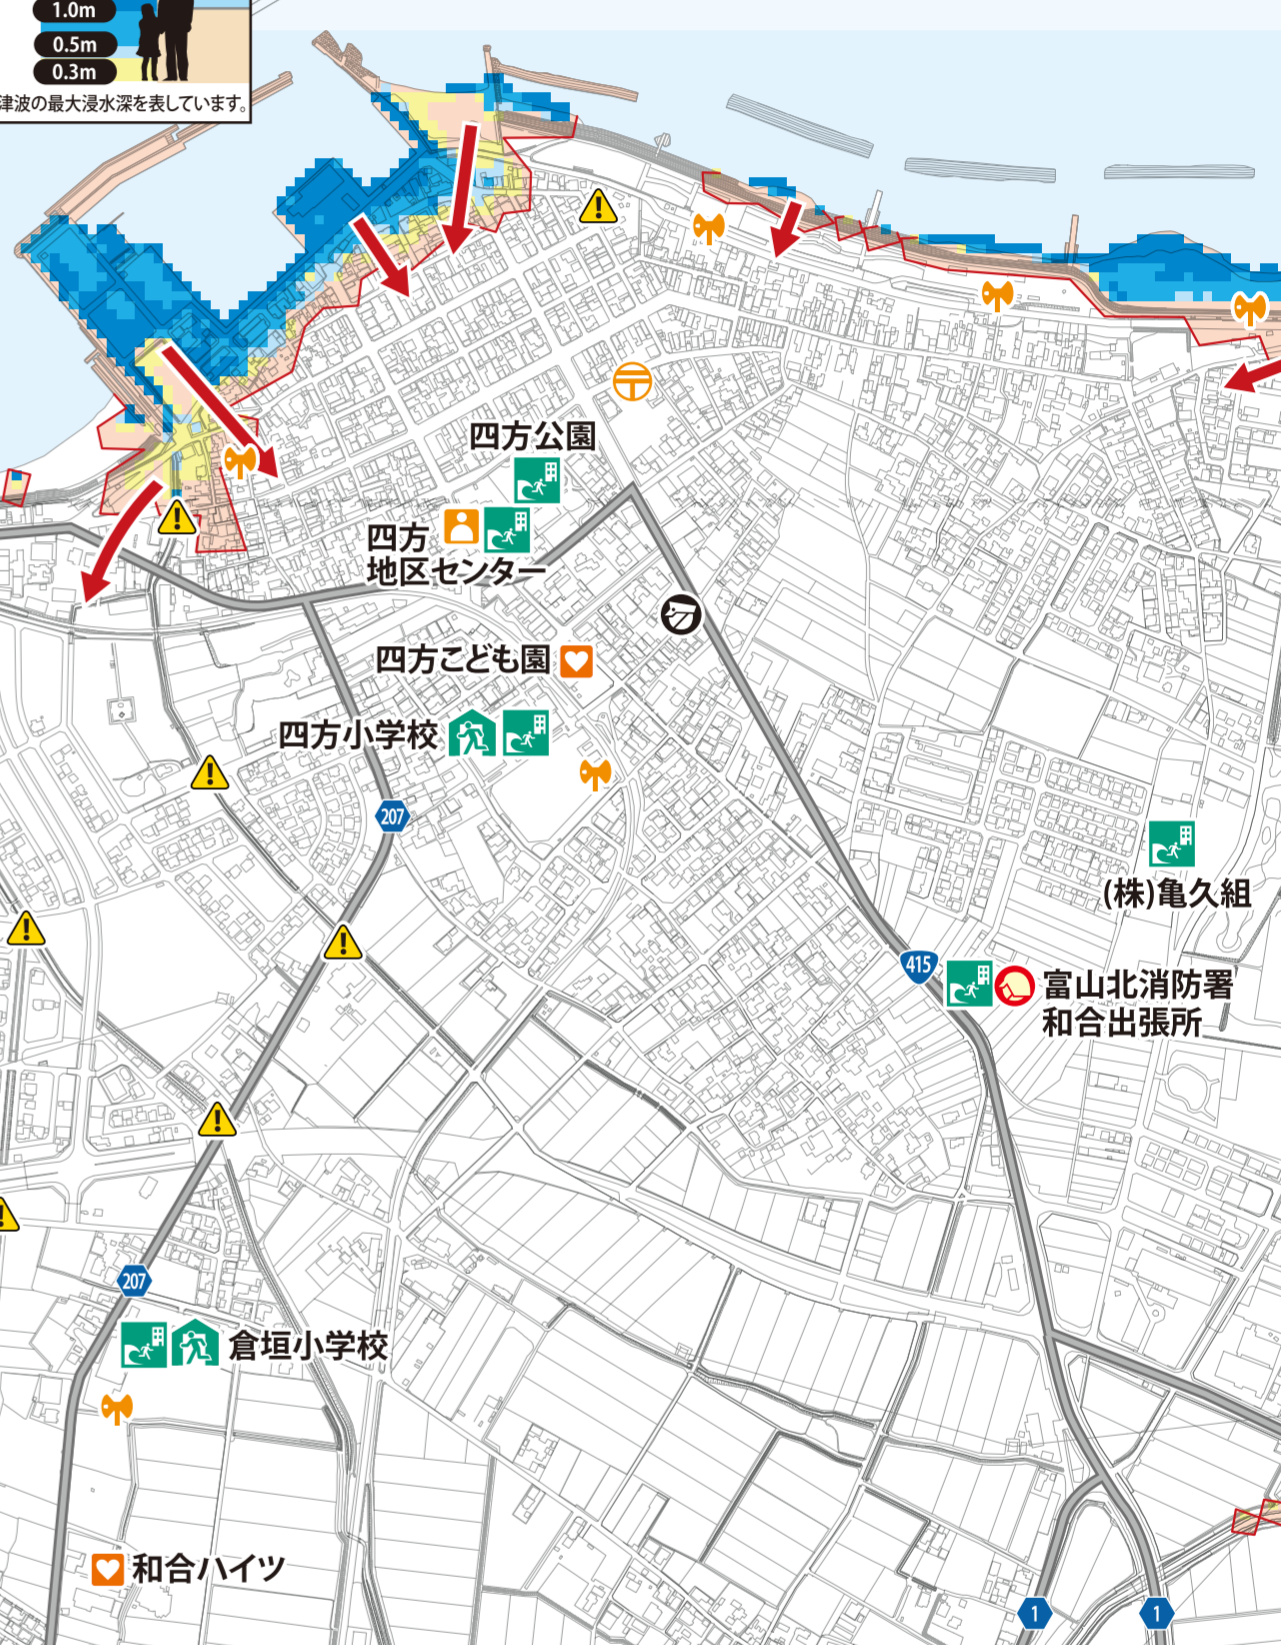 1.0m
0.5m
0.3m
津波の最大浸水深を表しています。
四方公園
四方
地区センター
四方こども園
四方小学校
207
(株)亀久組
415
富山北消防署
和合出張所
207
倉垣小学校
和合ハイツ
1
1